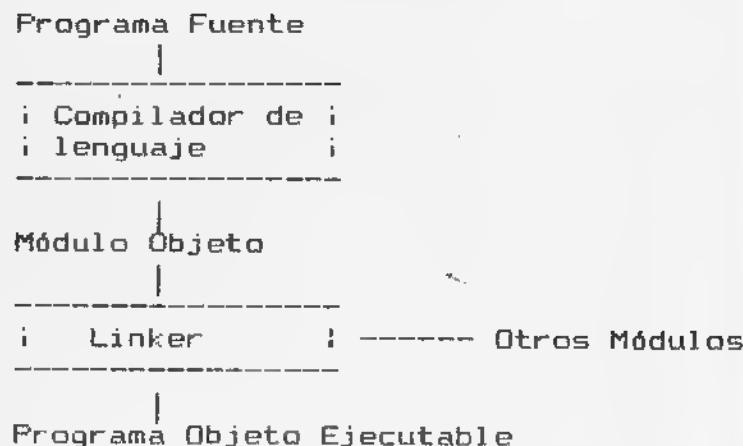 Programa Fuente
Compilador de
lenguaje
Módulo Objeto
Linker ------ Otros Módulos
Programa Objeto Ejecutable